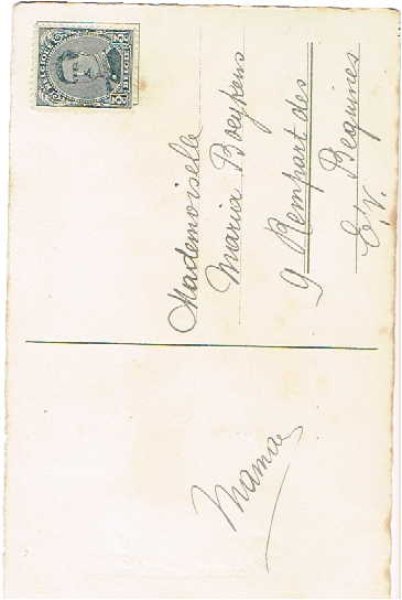 Mademoiselle
Maria Boeykens
9 Rempart des
Beguines
E/V.
Mama